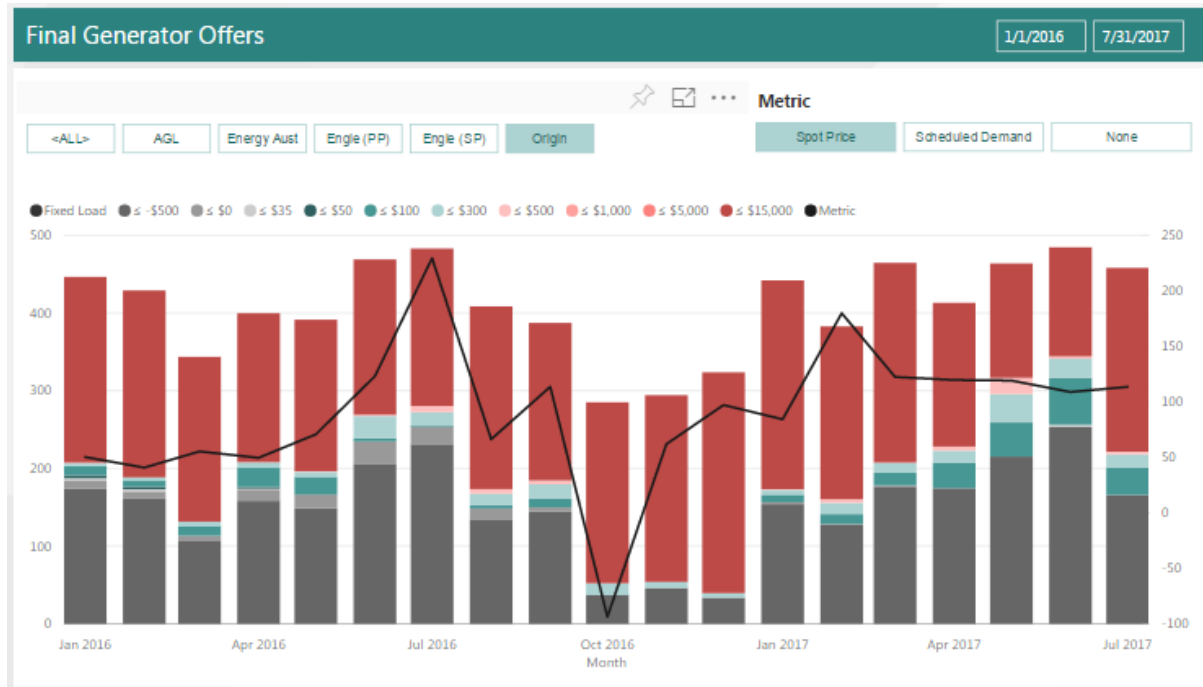 Final Generator Offers
1/1/2016
7/31/2017
Metric
<ALL>
AGL
Energy Aust
Engie (PP)
Engie (SP)
Origin
Spot Price
Scheduled Demand
None
Fixed Load ≤ -$500 ≤ $0 ≤ $35 ≤ $50 ≤ $100 ≤ $300 ≤ $500 ≤ $1,000 ≤ $5,000 ≤ $15,000 Metric
500
400
300
200
100
0
250
200
150
100
50
0
-50
-100
Jan 2016
Apr 2016
Jul 2016
Oct 2016
Jan 2017
Apr 2017
Jul 2017
Month